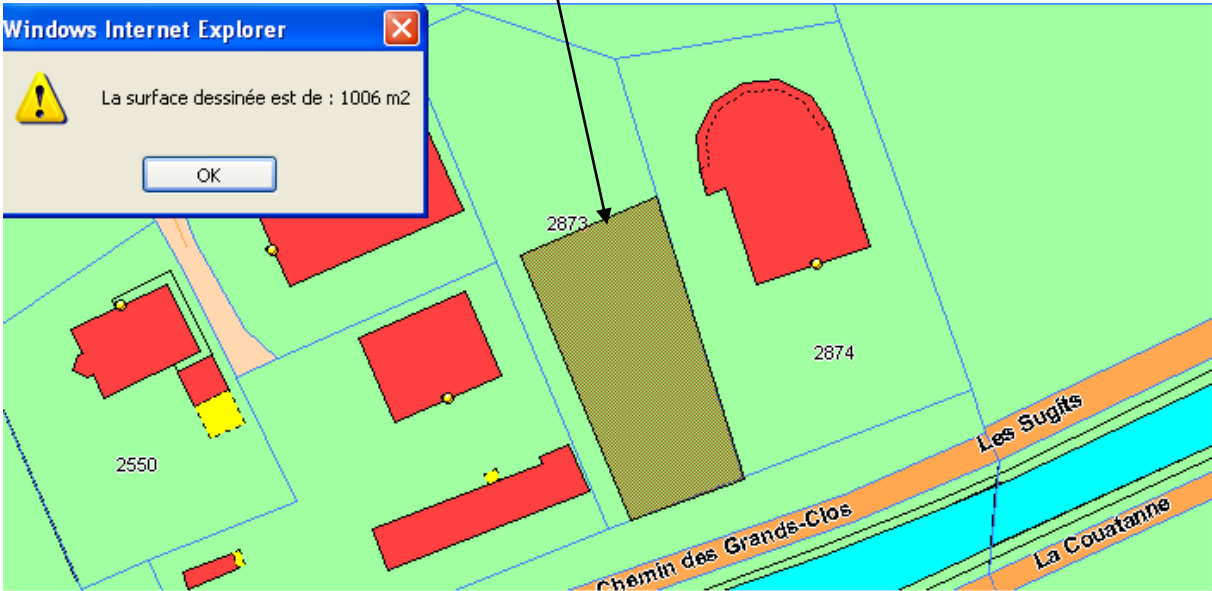 Windows Internet Explorer
La surface dessinée est de : 1006 m2
OK
2873
2874
2550
Les Sugits
Chemin des Grands-Clos
La Couatanne